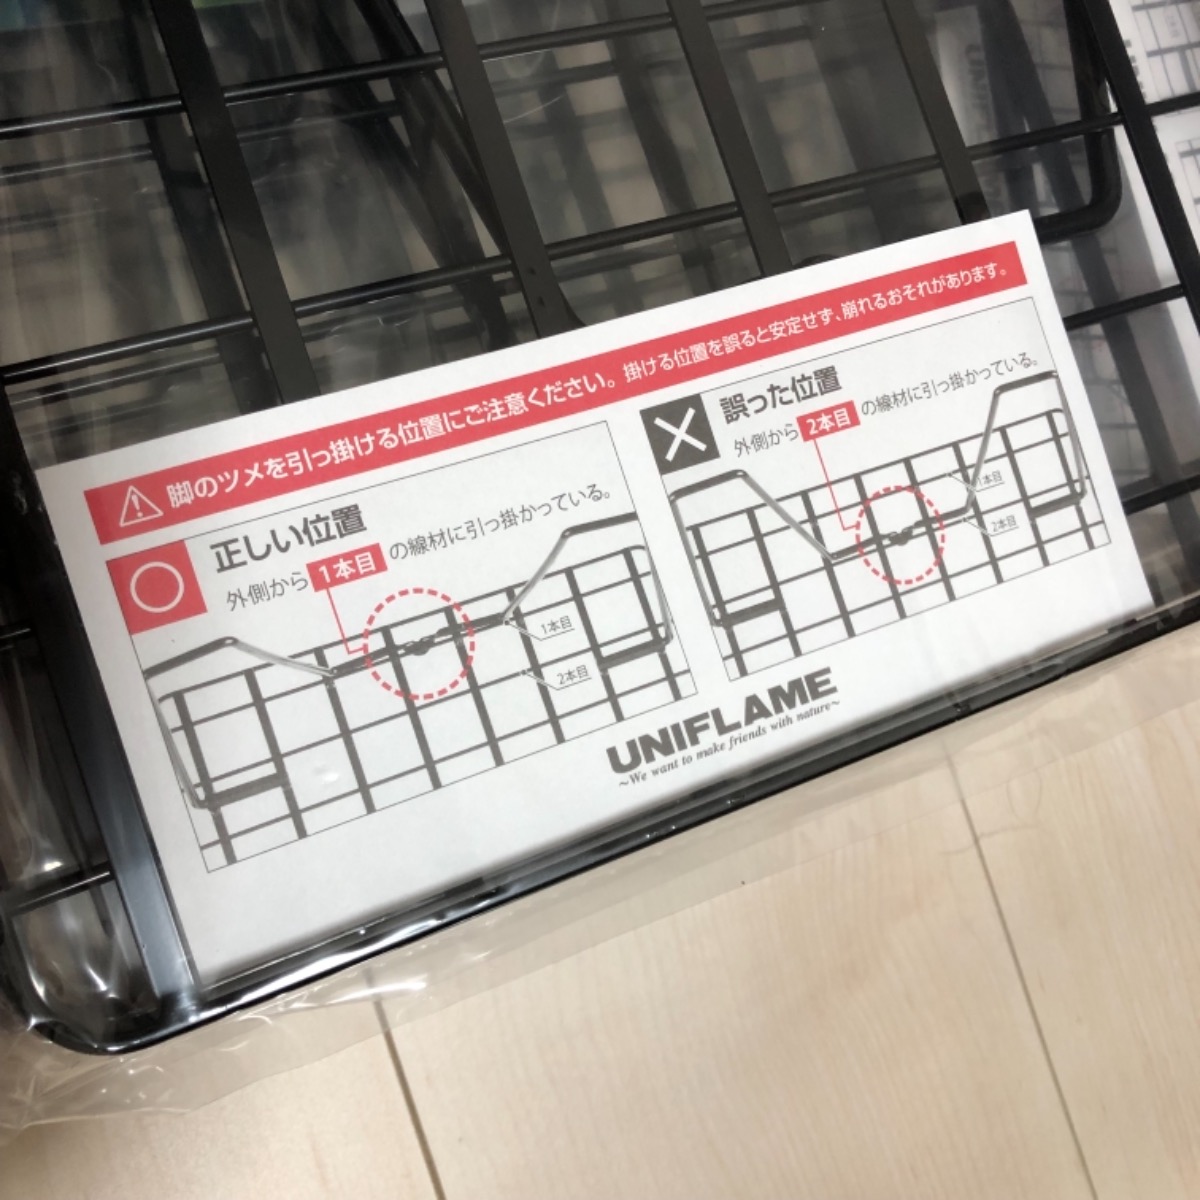 脚のツメを引っ掛ける位置にご注意ください。掛ける位置を誤ると安定せず、崩れるおそれがあります。
正しい位置
外側から 1本目 の線材に引っ掛かっている。
1本目
2本目
誤った位置
外側から 2本目 の線材に引っ掛かっている。
1本目
2本目
UNIFLAME
~We want to make friends with nature~